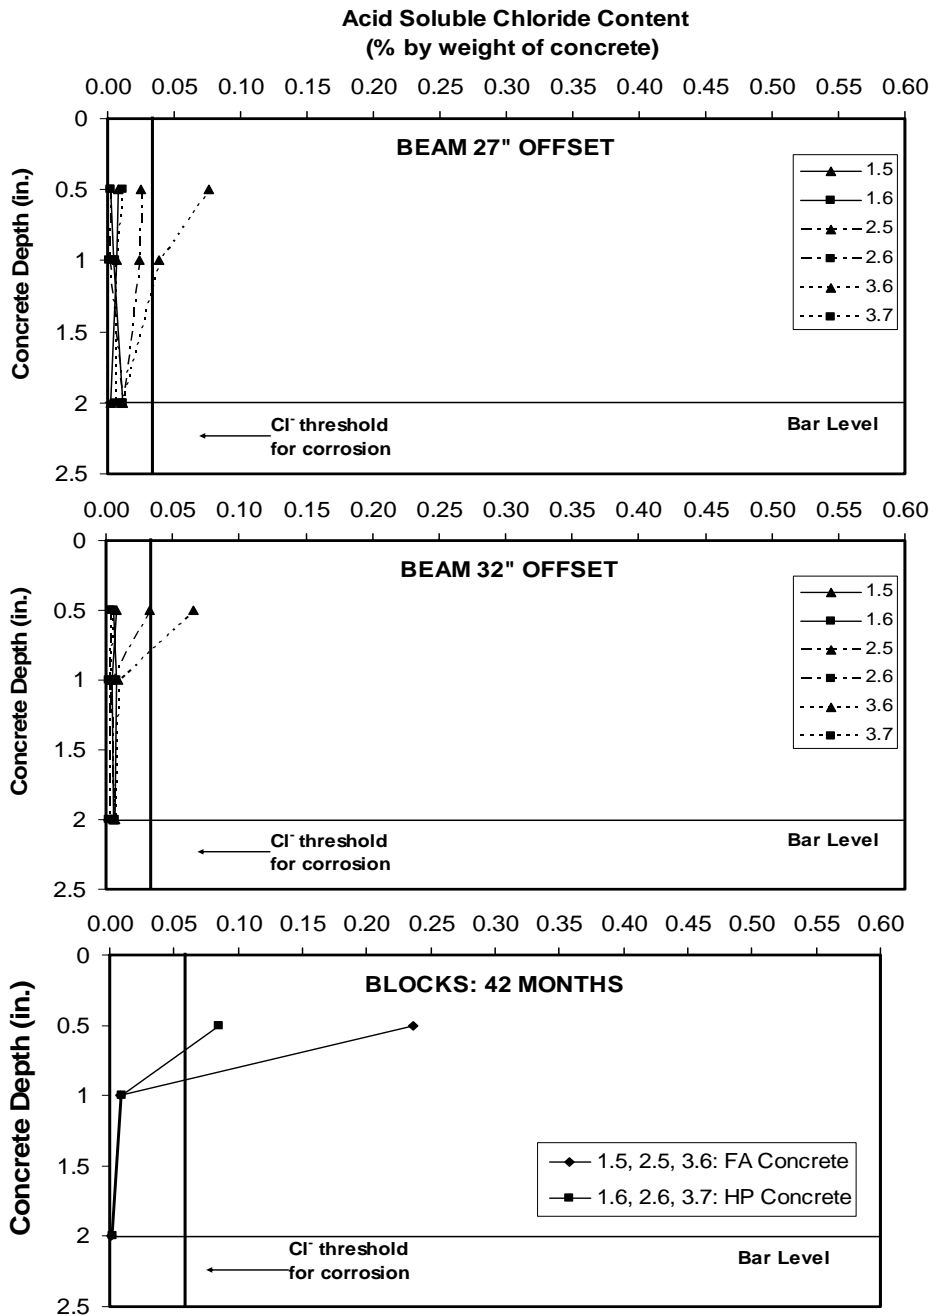 Acid Soluble Chloride Content
(% by weight of concrete)
0.00 0.05 0.10 0.15 0.20 0.25 0.30 0.35 0.40 0.45 0.50 0.55 0.60
BEAM 27" OFFSET
Concrete Depth (in.)
0
0.5
1
1.5
2
2.5
1.5
1.6
2.5
2.6
3.6
3.7
Cl- threshold
for corrosion
Bar Level
0.00 0.05 0.10 0.15 0.20 0.25 0.30 0.35 0.40 0.45 0.50 0.55 0.60
BEAM 32" OFFSET
Concrete Depth (in.)
0
0.5
1
1.5
2
2.5
1.5
1.6
2.5
2.6
3.6
3.7
Cl- threshold
for corrosion
Bar Level
0.00 0.05 0.10 0.15 0.20 0.25 0.30 0.35 0.40 0.45 0.50 0.55 0.60
BLOCKS: 42 MONTHS
Concrete Depth (in.)
0
0.5
1
1.5
2
2.5
1.5, 2.5, 3.6: FA Concrete
1.6, 2.6, 3.7: HP Concrete
Cl- threshold
for corrosion
Bar Level